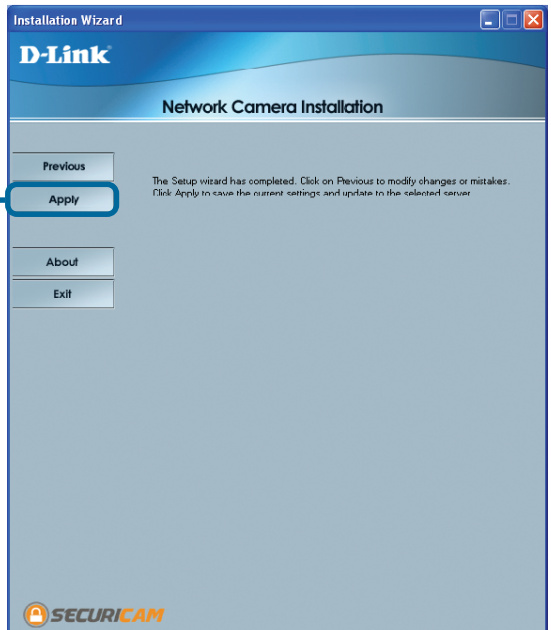 Installation Wizard
D-Link
Network Camera Installation
Previous
The Setup wizard has completed. Click on Previous to modify changes or mistakes.
Apply
Click Apply to save the current settings and update to the selected server
About
Exit
SECURICAM